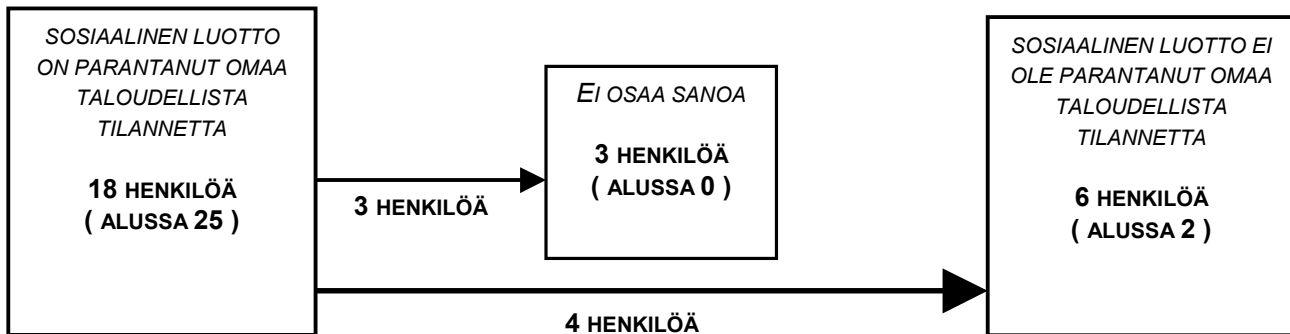 SOSIAALINEN LUOTTO
ON PARANTANUT OMAA
TALOUDELLISTA
TILANNETTA
18 HENKILÖÄ
( ALUSSA 25 )
3 HENKILÖÄ
EI OSAA SANOA
3 HENKILÖÄ
( ALUSSA 0 )
4 HENKILÖÄ
SOSIAALINEN LUOTTO EI
OLE PARANTANUT OMAA
TALOUDELLISTA
TILANNETTA
6 HENKILÖÄ
( ALUSSA 2 )